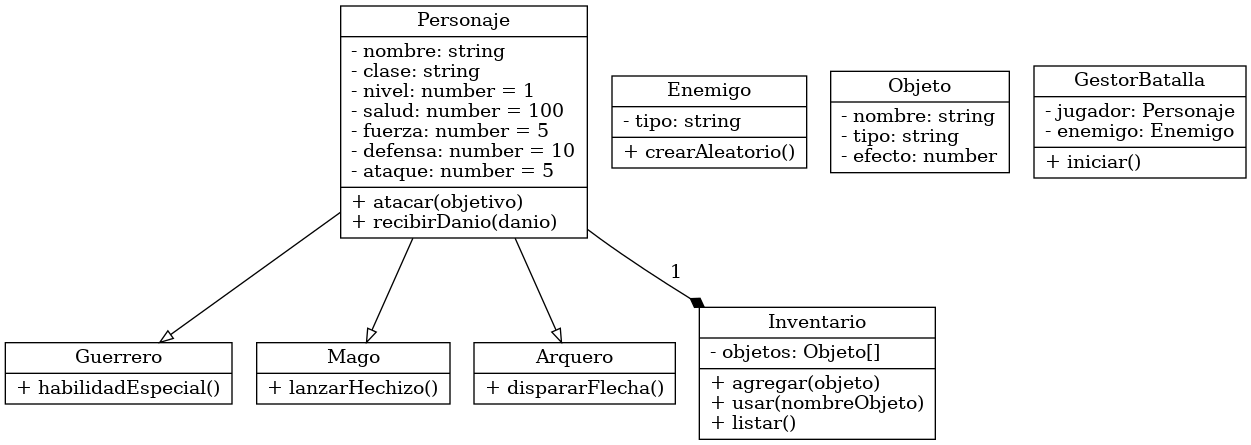 Personaje
- nombre: string
- clase: string
- nivel: number = 1
- salud: number = 100
- fuerza: number = 5
- defensa: number = 10
- ataque: number = 5
+ atacar(objetivo)
+ recibirDanio(danio)
Enemigo
- tipo: string
+ crearAleatorio()
Objeto
- nombre: string
- tipo: string
- efecto: number
GestorBatalla
- jugador: Personaje
- enemigo: Enemigo
+ iniciar()
1
Guerrero
+ habilidadEspecial()
Mago
+ lanzarHechizo()
Arquero
+ dispararFlecha()
Inventario
- objetos: Objeto[]
+ agregar(objeto)
+ usar(nombreObjeto)
+ listar()